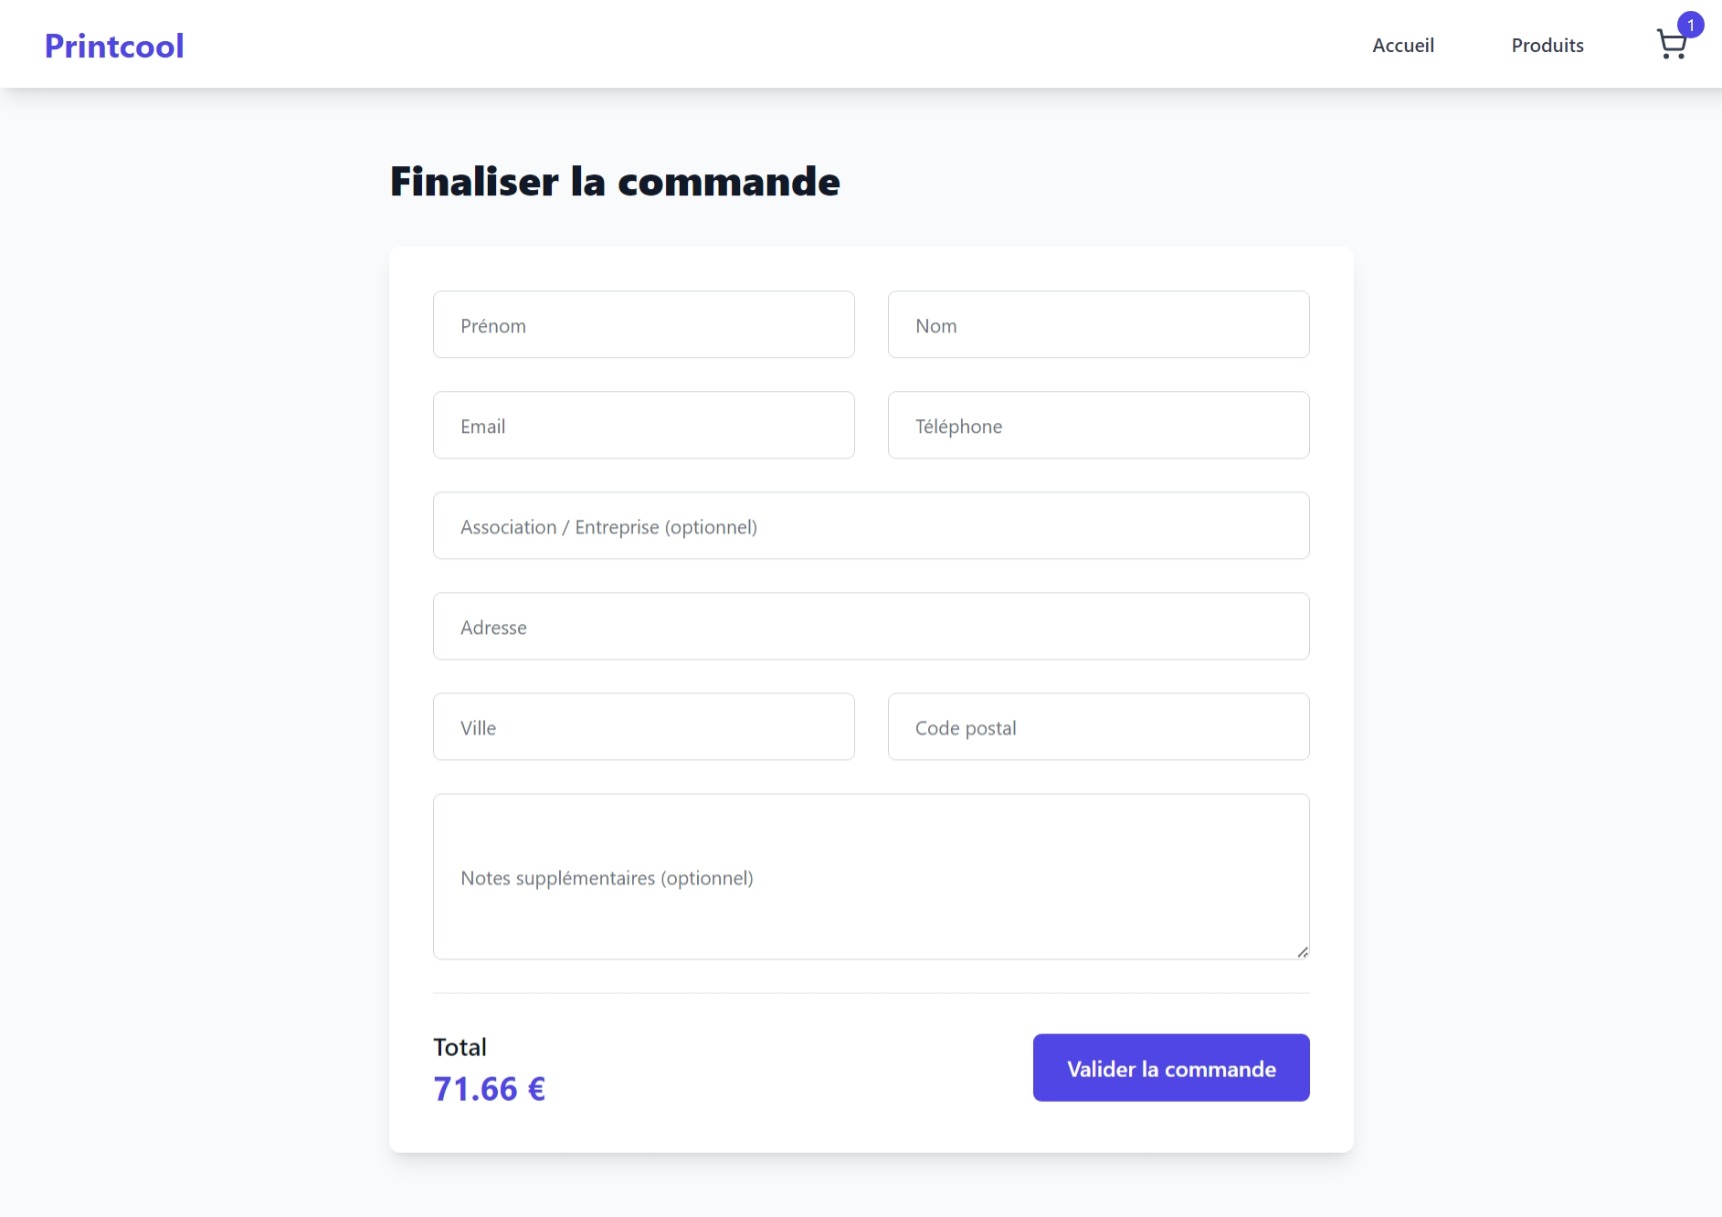 Printcool
Accueil
Produits
1
Finaliser la commande
Prénom
Nom
Email
Téléphone
Association / Entreprise (optionnel)
Adresse
Ville
Code postal
Notes supplémentaires (optionnel)
Total
71.66 €
Valider la commande